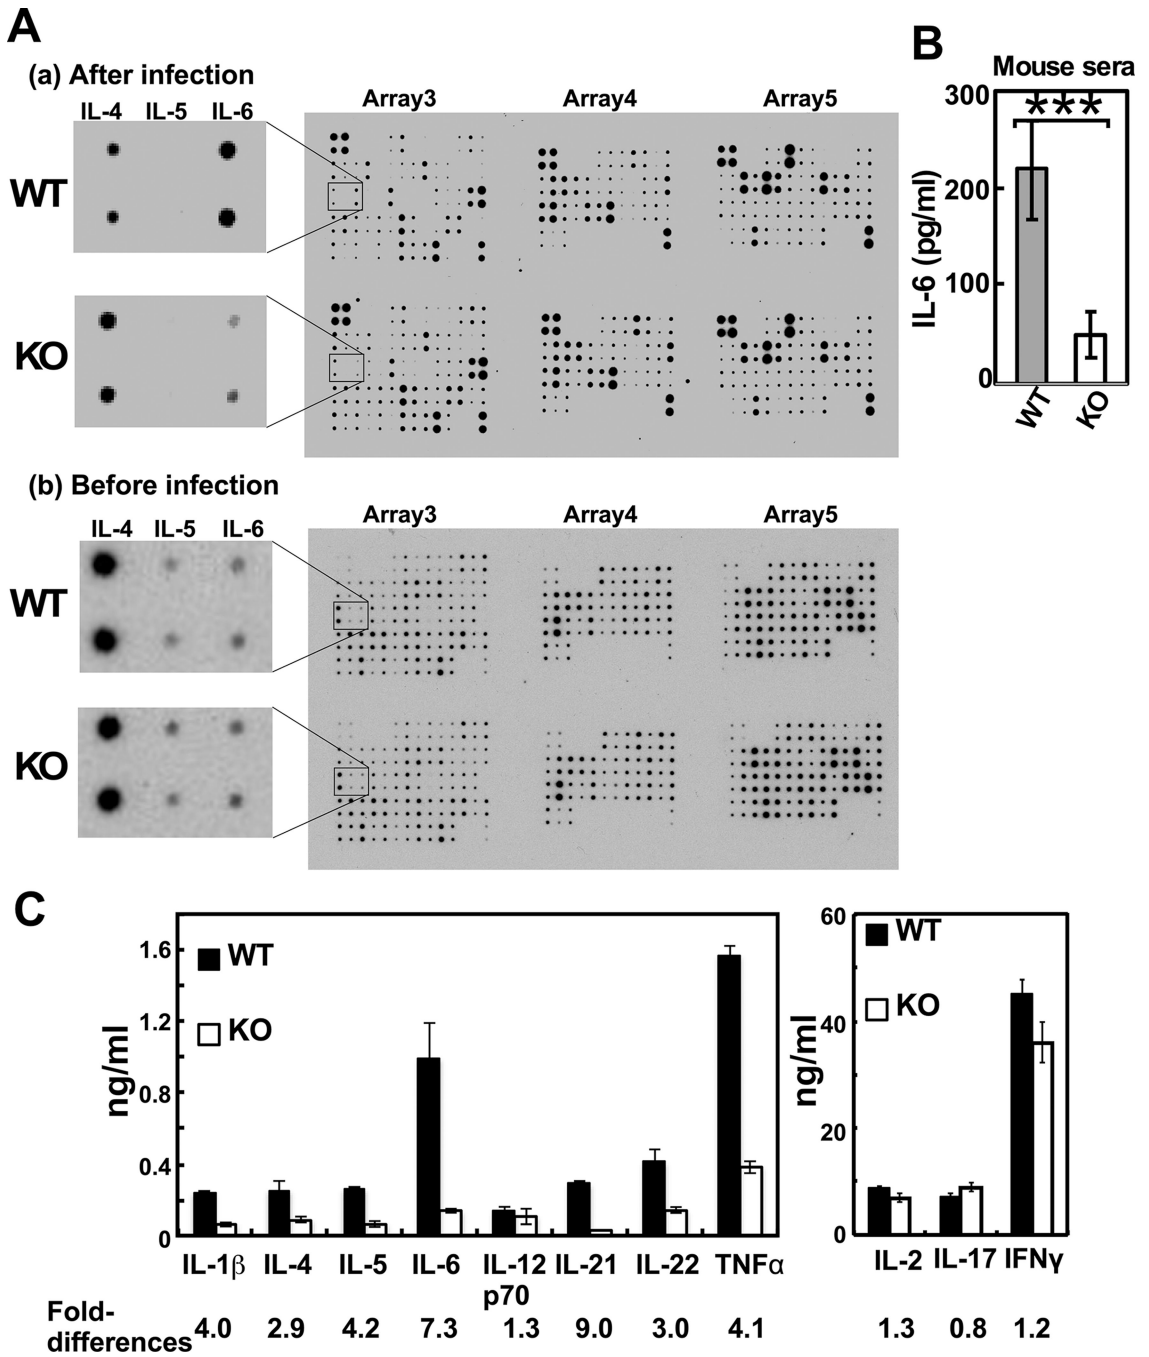 A
(a) After infection
IL-4 IL-5 IL-6
Array3 Array4 Array5
WT
KO
B
Mouse sera
***
IL-6 (pg/ml)
300
200
100
0
WT KO
(b) Before infection
IL-4 IL-5 IL-6
Array3 Array4 Array5
WT
KO
C
ng/ml
1.6
1.2
0.8
0.4
0
WT
KO
IL-1β IL-4 IL-5 IL-6 IL-12 IL-21 IL-22 TNFα
p70
ng/ml
60
40
20
0
WT
KO
IL-2 IL-17 IFNγ
Fold-
differences 4.0 2.9 4.2 7.3 1.3 9.0 3.0 4.1 1.3 0.8 1.2